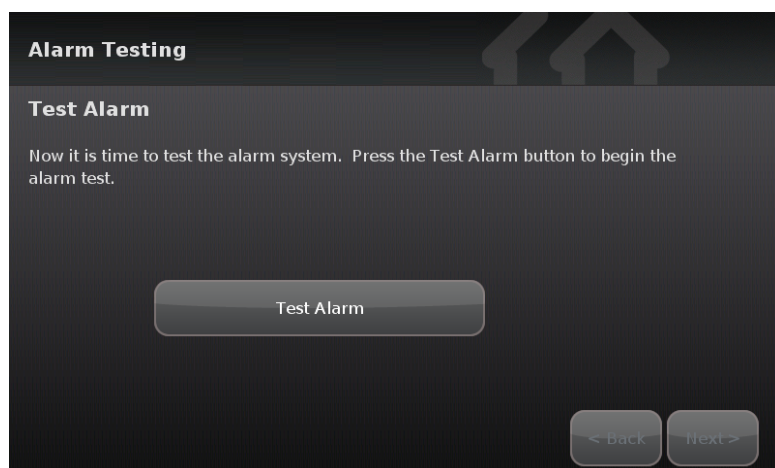 Alarm Testing
Test Alarm
Now it is time to test the alarm system.  Press the Test Alarm button to begin the
alarm test.
Test Alarm
< Back Next >